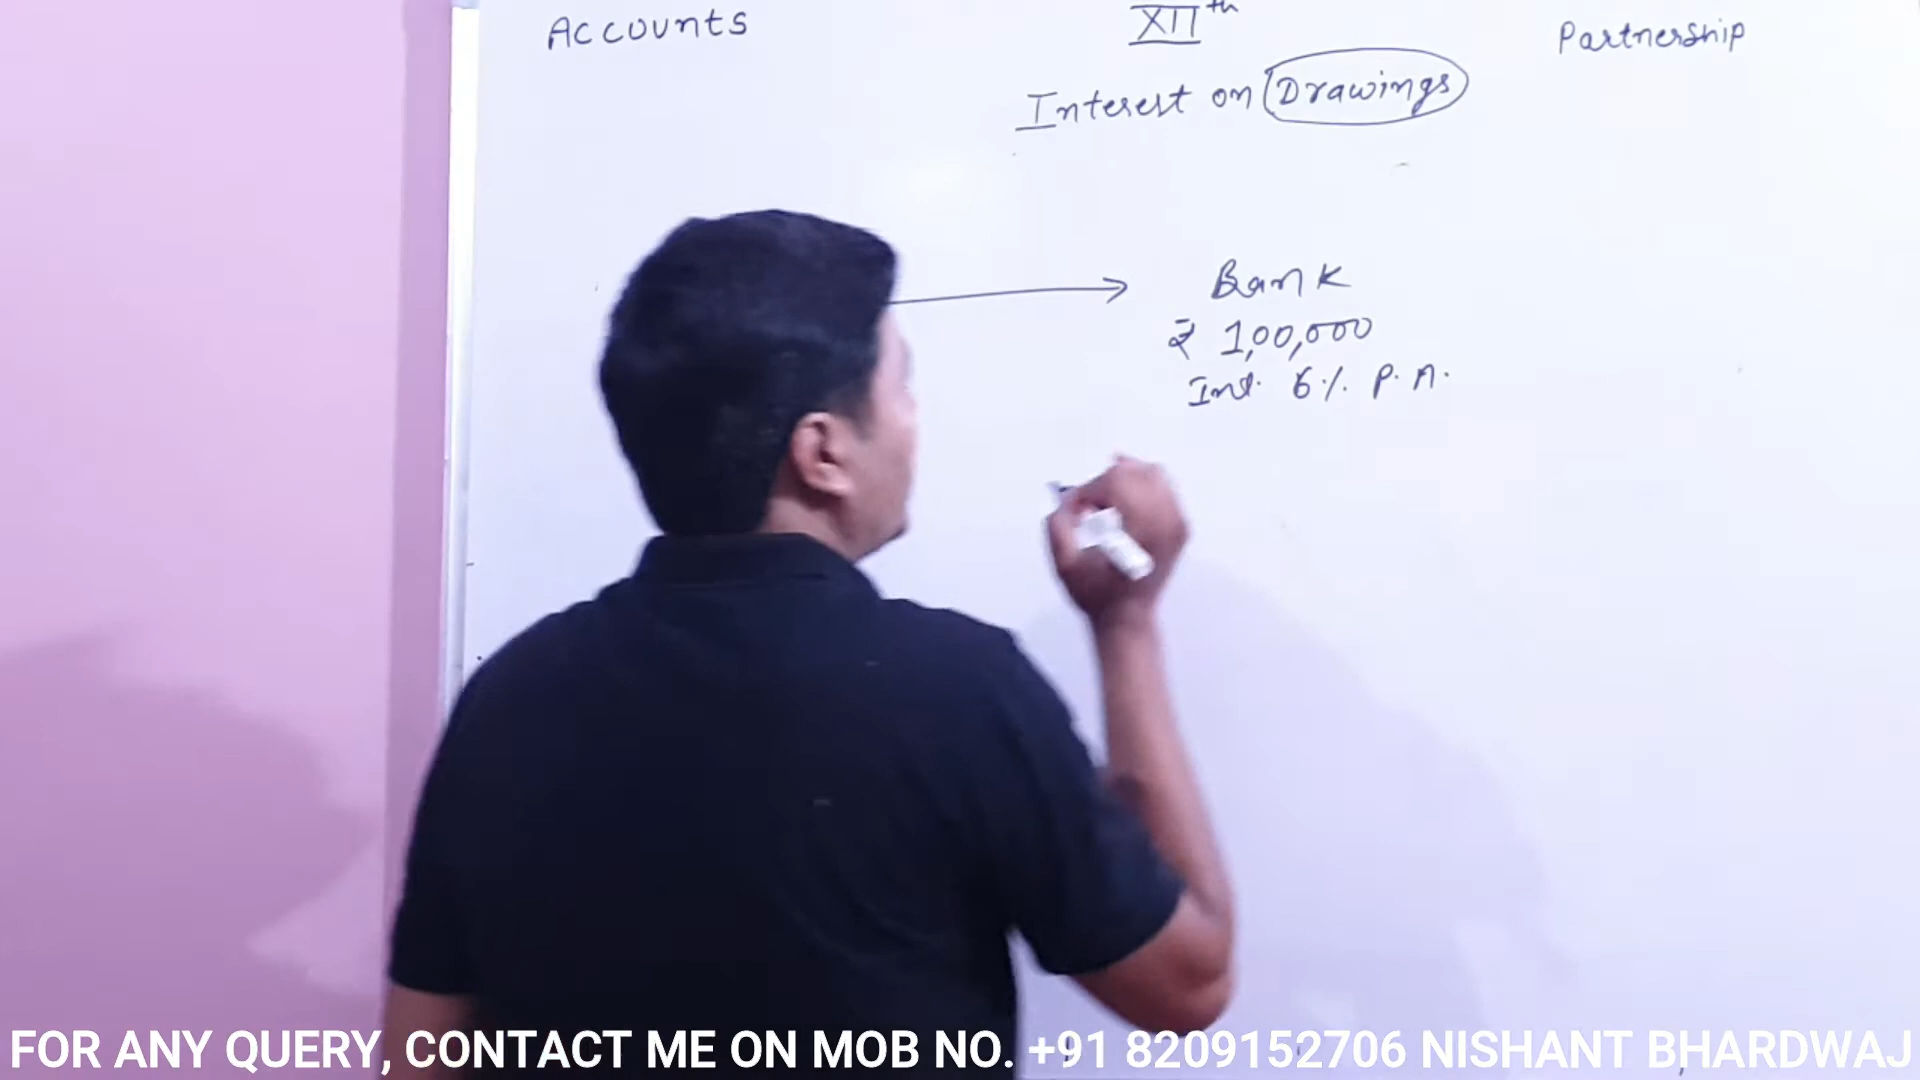 Accounts
XIIth
Partnership
Interest on Drawings
Bank
₹ 1,00,000
Int. 6% P.A.
FOR ANY QUERY, CONTACT ME ON MOB NO. +91 8209152706 NISHANT BHARDWAJ